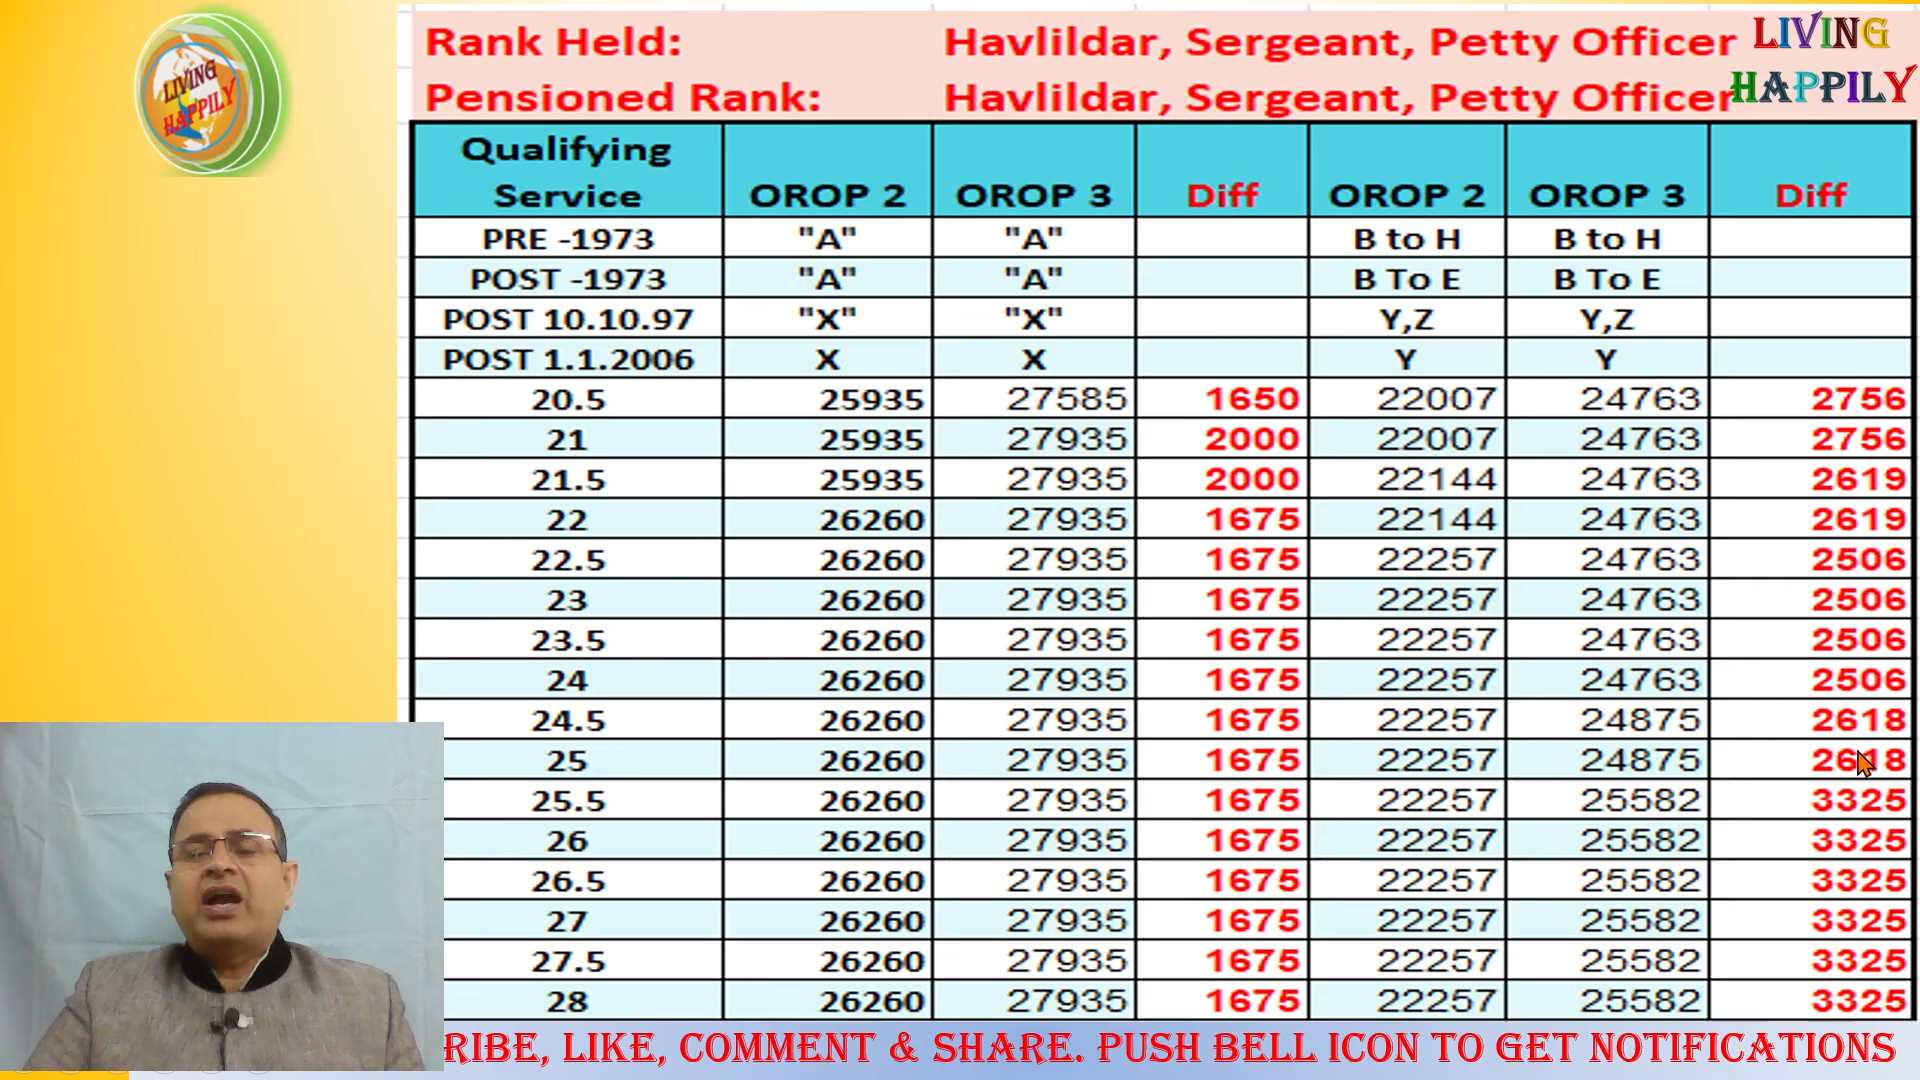 LIVING
HAPPILY
Rank Held: Havlildar, Sergeant, Petty Officer
Pensioned Rank: Havlildar, Sergeant, Petty Officer
LIVING
HAPPILY
Qualifying
Service OROP 2 OROP 3 Diff OROP 2 OROP 3 Diff
PRE -1973 "A" "A" B to H B to H
POST -1973 "A" "A" B To E B To E
POST 10.10.97 "X" "X" Y,Z Y,Z
POST 1.1.2006 X X Y Y
20.5 25935 27585 1650 22007 24763 2756
21 25935 27935 2000 22007 24763 2756
21.5 25935 27935 2000 22144 24763 2619
22 26260 27935 1675 22144 24763 2619
22.5 26260 27935 1675 22257 24763 2506
23 26260 27935 1675 22257 24763 2506
23.5 26260 27935 1675 22257 24763 2506
24 26260 27935 1675 22257 24763 2506
24.5 26260 27935 1675 22257 24875 2618
25 26260 27935 1675 22257 24875 2618
25.5 26260 27935 1675 22257 25582 3325
26 26260 27935 1675 22257 25582 3325
26.5 26260 27935 1675 22257 25582 3325
27 26260 27935 1675 22257 25582 3325
27.5 26260 27935 1675 22257 25582 3325
28 26260 27935 1675 22257 25582 3325
RIBE, LIKE, COMMENT & SHARE. PUSH BELL ICON TO GET NOTIFICATIONS